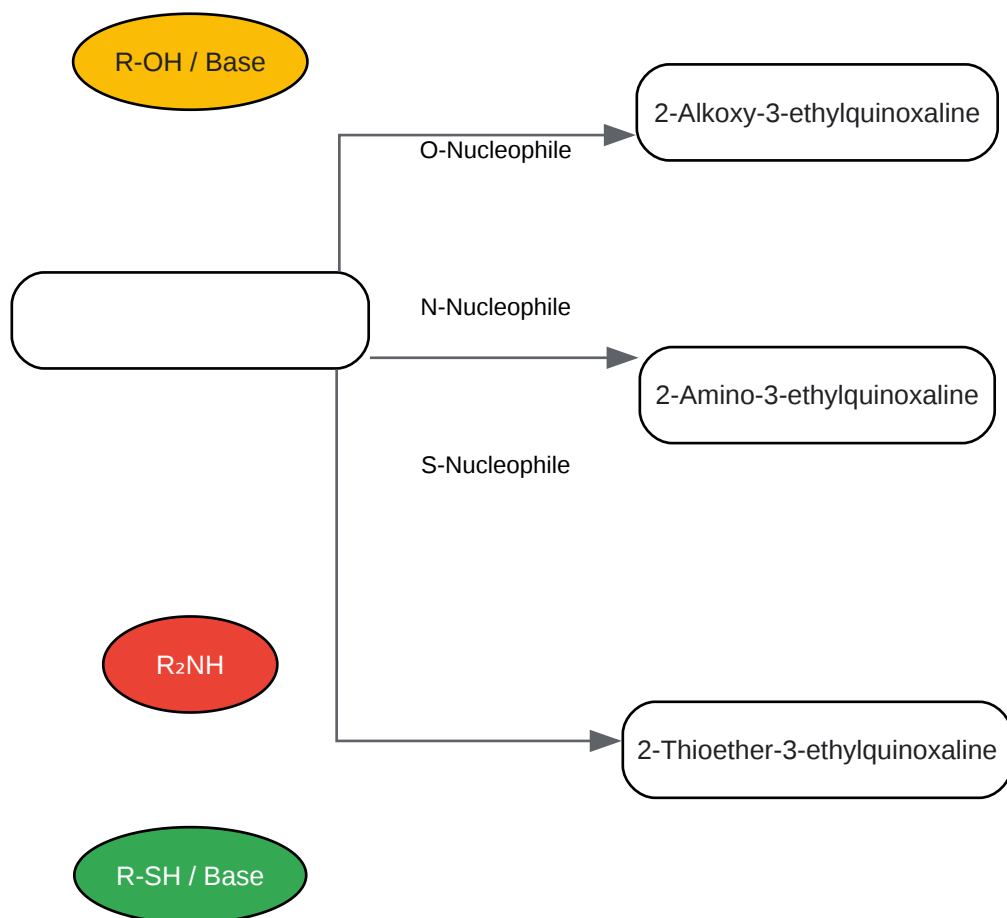 R-OH / Base
2-Alkoxy-3-ethylquinoxaline
O-Nucleophile
N-Nucleophile
2-Amino-3-ethylquinoxaline
S-Nucleophile
R₂NH
2-Thioether-3-ethylquinoxaline
R-SH / Base